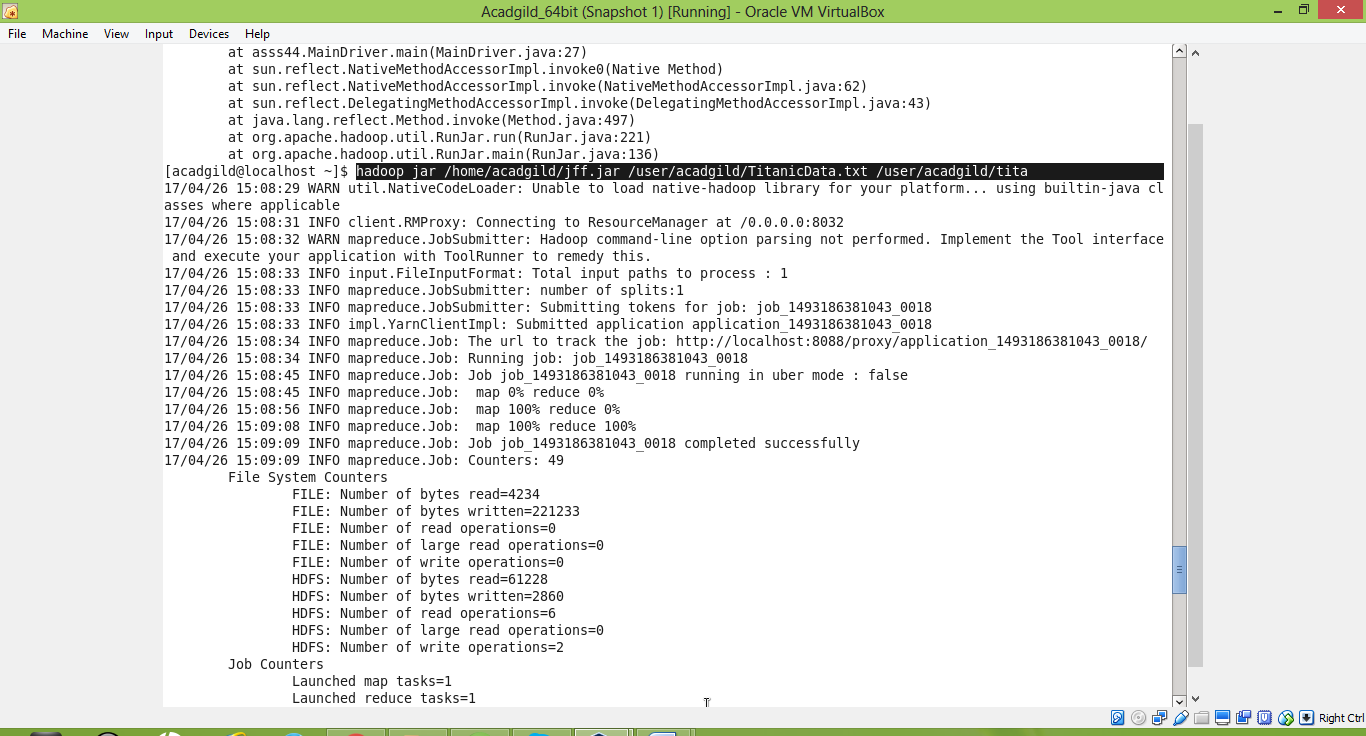 Acadgild_64bit (Snapshot 1) [Running] - Oracle VM VirtualBox
File Machine View Input Devices Help
at asss44.MainDriver.main(MainDriver.java:27)
at sun.reflect.NativeMethodAccessorImpl.invoke0(Native Method)
at sun.reflect.NativeMethodAccessorImpl.invoke(NativeMethodAccessorImpl.java:62)
at sun.reflect.DelegatingMethodAccessorImpl.invoke(DelegatingMethodAccessorImpl.java:43)
at java.lang.reflect.Method.invoke(Method.java:497)
at org.apache.hadoop.util.RunJar.run(RunJar.java:221)
at org.apache.hadoop.util.RunJar.main(RunJar.java:136)
[acadgild@localhost ~]$ hadoop jar /home/acadgild/jff.jar /user/acadgild/TitanicData.txt /user/acadgild/tita
17/04/26 15:08:29 WARN util.NativeCodeLoader: Unable to load native-hadoop library for your platform... using builtin-java cl
asses where applicable
17/04/26 15:08:31 INFO client.RMProxy: Connecting to ResourceManager at /0.0.0.0:8032
17/04/26 15:08:32 WARN mapreduce.JobSubmitter: Hadoop command-line option parsing not performed. Implement the Tool interface
and execute your application with ToolRunner to remedy this.
17/04/26 15:08:33 INFO input.FileInputFormat: Total input paths to process : 1
17/04/26 15:08:33 INFO mapreduce.JobSubmitter: number of splits:1
17/04/26 15:08:33 INFO mapreduce.JobSubmitter: Submitting tokens for job: job_1493186381043_0018
17/04/26 15:08:33 INFO impl.YarnClientImpl: Submitted application application_1493186381043_0018
17/04/26 15:08:34 INFO mapreduce.Job: The url to track the job: http://localhost:8088/proxy/application_1493186381043_0018/
17/04/26 15:08:34 INFO mapreduce.Job: Running job: job_1493186381043_0018
17/04/26 15:08:45 INFO mapreduce.Job: Job job_1493186381043_0018 running in uber mode : false
17/04/26 15:08:45 INFO mapreduce.Job:  map 0% reduce 0%
17/04/26 15:08:56 INFO mapreduce.Job:  map 100% reduce 0%
17/04/26 15:09:08 INFO mapreduce.Job:  map 100% reduce 100%
17/04/26 15:09:09 INFO mapreduce.Job: Job job_1493186381043_0018 completed successfully
17/04/26 15:09:09 INFO mapreduce.Job: Counters: 49
File System Counters
FILE: Number of bytes read=4234
FILE: Number of bytes written=221233
FILE: Number of read operations=0
FILE: Number of large read operations=0
FILE: Number of write operations=0
HDFS: Number of bytes read=61228
HDFS: Number of bytes written=2860
HDFS: Number of read operations=6
HDFS: Number of large read operations=0
HDFS: Number of write operations=2
Job Counters
Launched map tasks=1
Launched reduce tasks=1
Right Ctrl